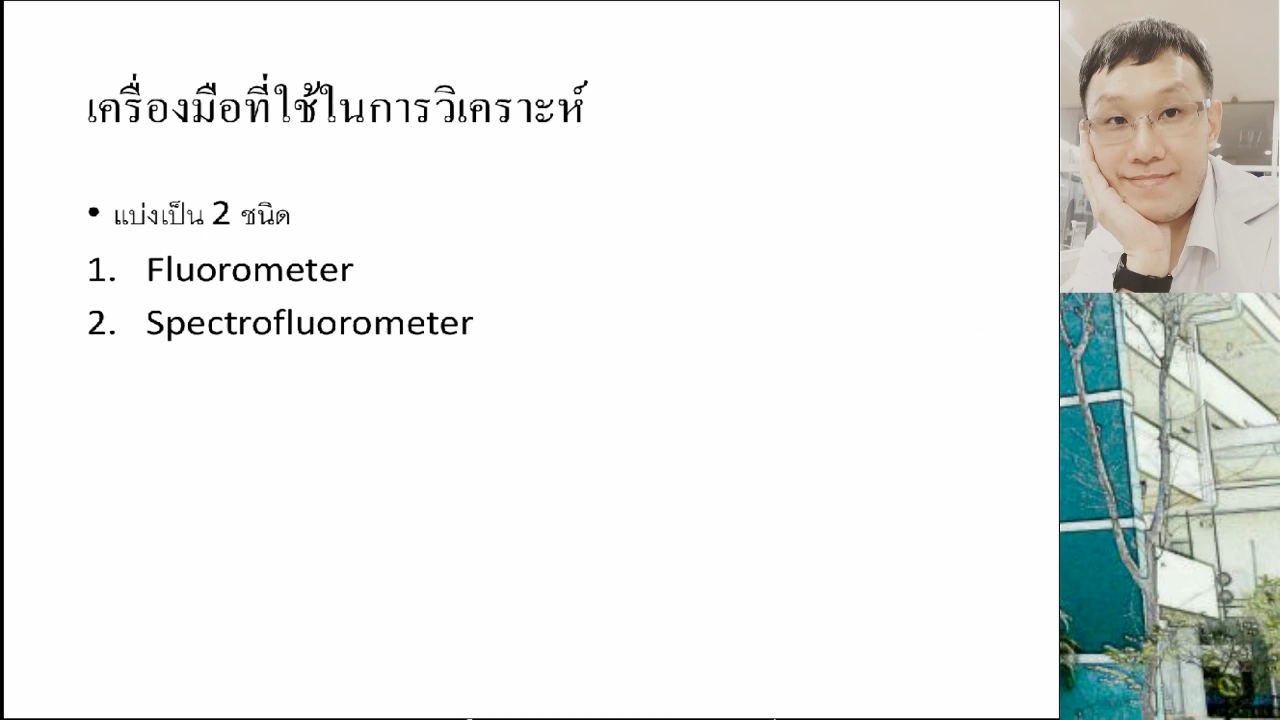 เครื่องมือที่ใช้ในการวิเคราะห์
• แบ่งเป็น 2 ชนิด
1. Fluorometer
2. Spectrofluorometer